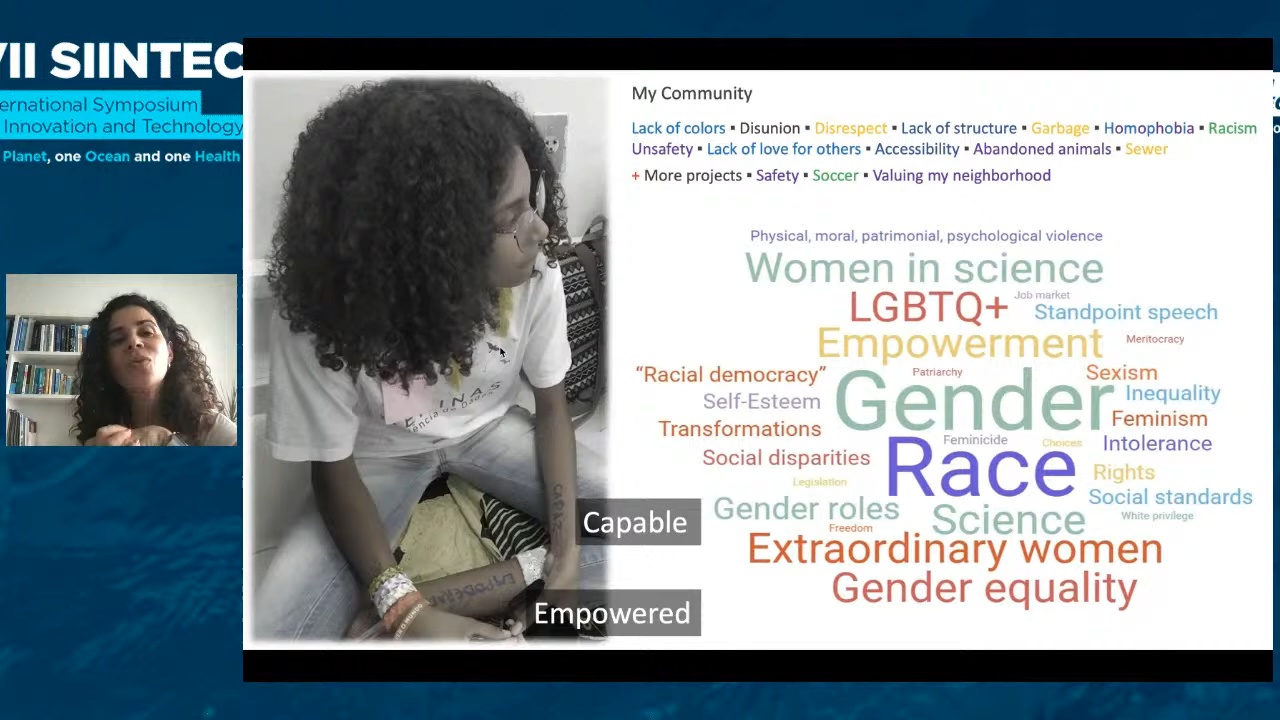 VII SIINTEC
ernational Symposium
Innovation and Technology
Planet, one Ocean and one Health
My Community
Lack of colors ▪ Disunion ▪ Disrespect ▪ Lack of structure ▪ Garbage ▪ Homophobia ▪ Racism
Unsafety ▪ Lack of love for others ▪ Accessibility ▪ Abandoned animals ▪ Sewer
+ More projects ▪ Safety ▪ Soccer ▪ Valuing my neighborhood
Physical, moral, patrimonial, psychological violence
Women in science
LGBTQ+
Job market
Standpoint speech
Empowerment
Meritocracy
"Racial democracy"
Patriarchy
Sexism
Self-Esteem
Gender
Inequality
Transformations
Feminism
Feminicide
Choices
Intolerance
Social disparities
Race
Rights
Legislation
Social standards
Gender roles
Science
White privilege
Freedom
Extraordinary women
Gender equality
Capable
Empowered